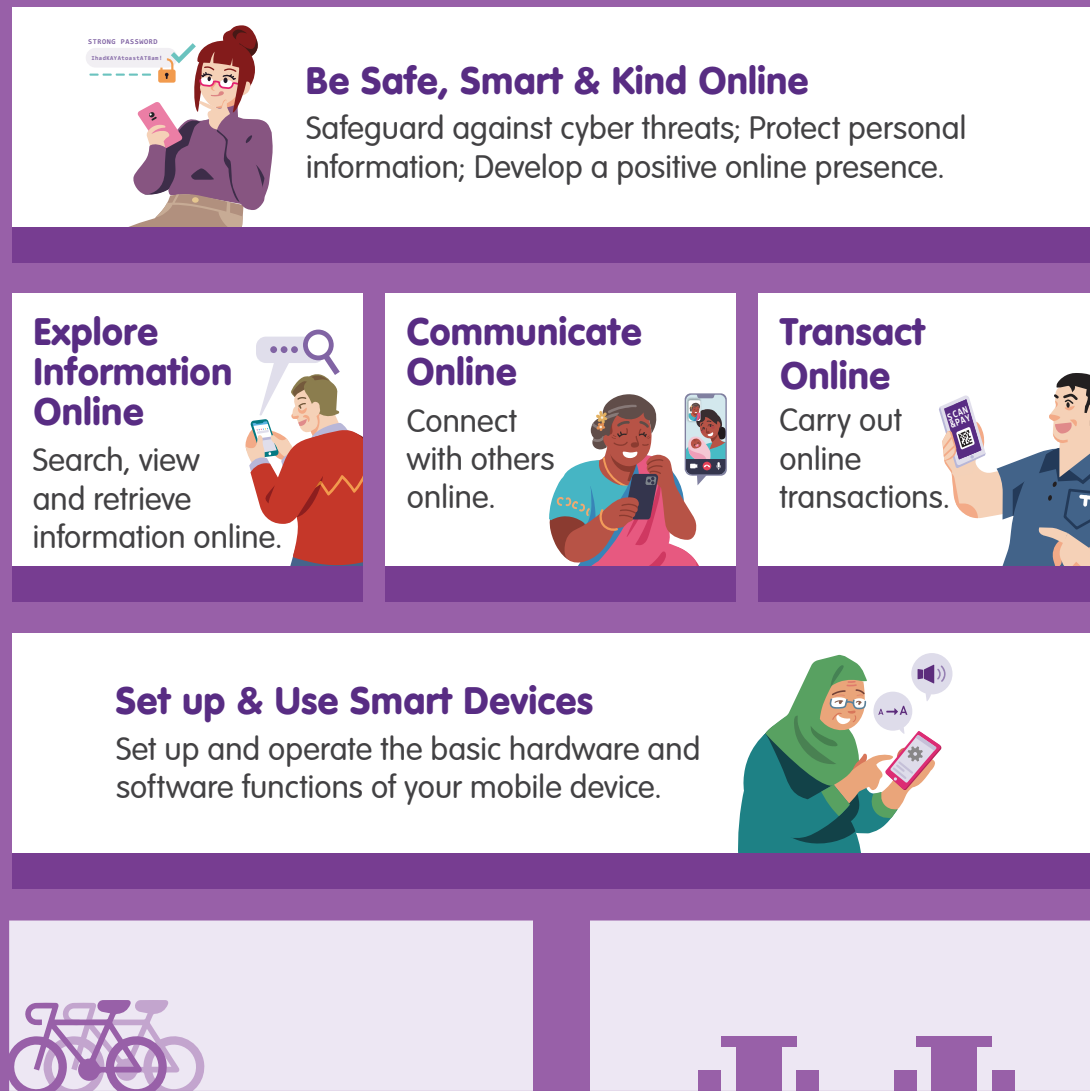 STRONG PASSWORD
IhadKAYAtoastAT8am!
Be Safe, Smart & Kind Online
Safeguard against cyber threats; Protect personal
information; Develop a positive online presence.
Explore
Information
Online
Search, view
and retrieve
information online.
Communicate
Online
Connect
with others
online.
Transact
Online
Carry out
online
transactions.
SCAN
&PAY
Set up & Use Smart Devices
Set up and operate the basic hardware and
software functions of your mobile device.
A→A